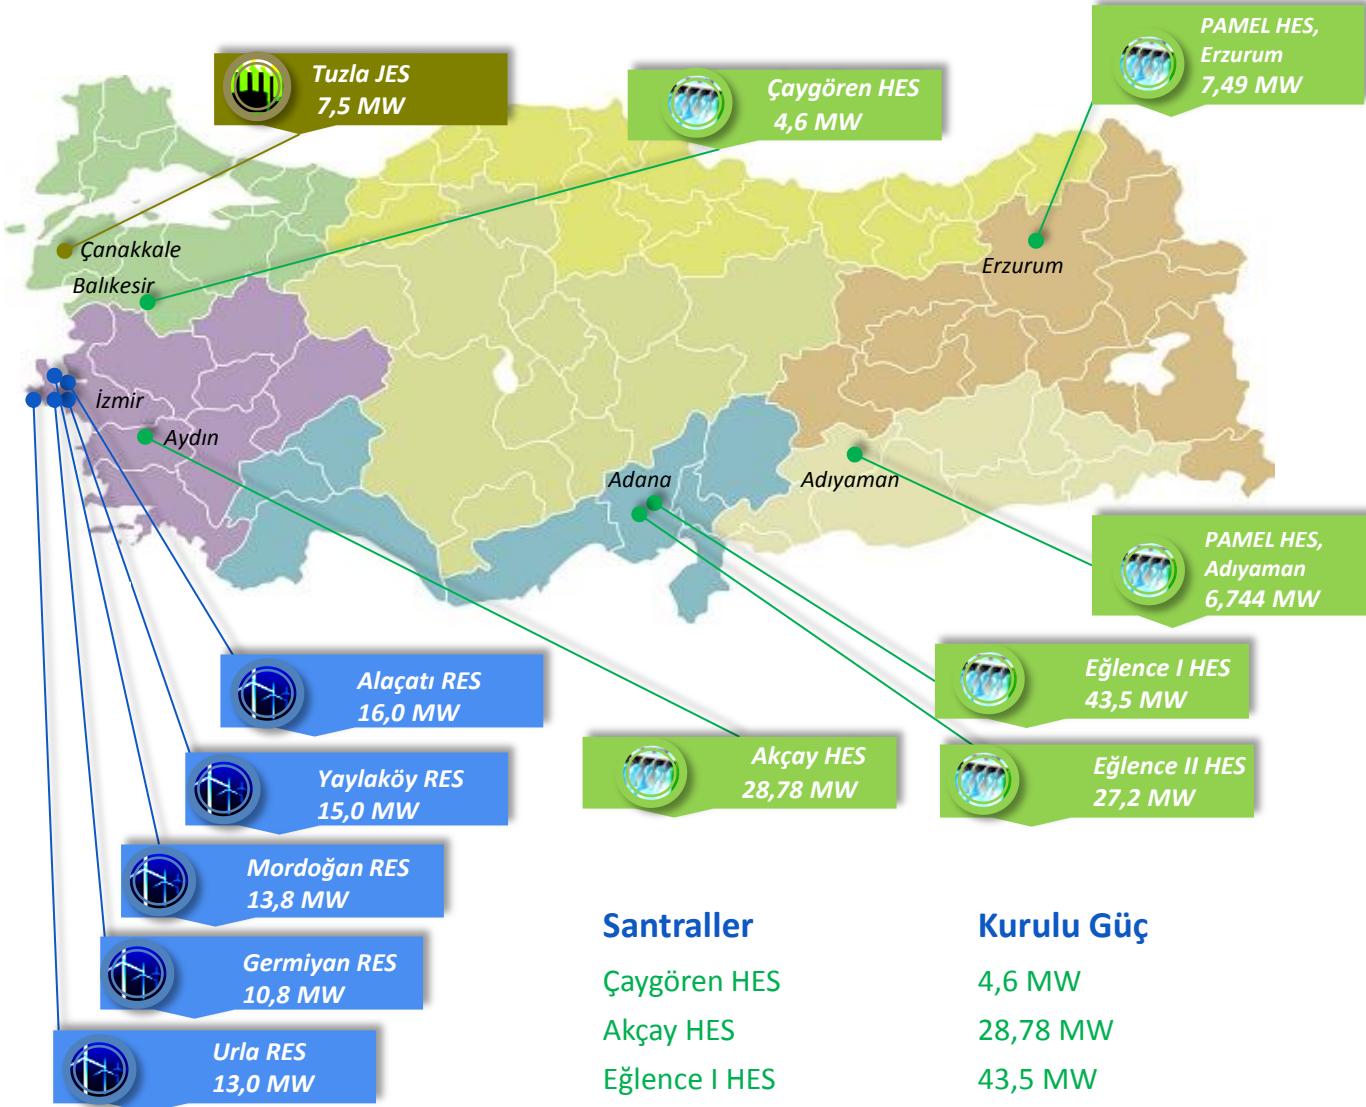 Tuzla JES
7,5 MW
Çaygören HES
4,6 MW
PAMEL HES,
Erzurum
7,49 MW
Çanakkale
Balıkesir
Erzurum
İzmir
Aydın
Adana
Adıyaman
PAMEL HES,
Adıyaman
6,744 MW
Alaçatı RES
16,0 MW
Eğlence I HES
43,5 MW
Akçay HES
28,78 MW
Eğlence II HES
27,2 MW
Yaylaköy RES
15,0 MW
Mordoğan RES
13,8 MW
Germiyan RES
10,8 MW
Urla RES
13,0 MW
Santraller Kurulu Güç
Çaygören HES 4,6 MW
Akçay HES 28,78 MW
Eğlence I HES 43,5 MW